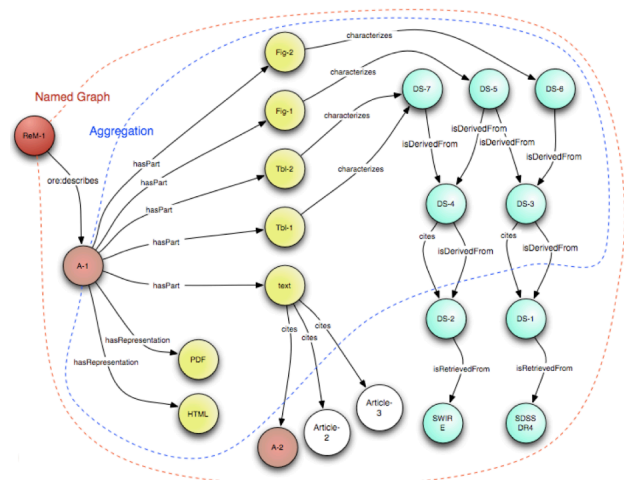 Fig-2
characterizes
Named Graph
Fig-1
characterizes
DS-7
DS-5
DS-6
Aggregation
ReM-1
characterizes
hasPart
isDerivedFrom
isDerivedFrom
isDerivedFrom
isDerivedFrom
Tbl-2
hasPart
characterizes
ore:describes
hasPart
DS-4
DS-3
Tbl-1
hasPart
cites
isDerivedFrom
cites
isDerivedFrom
A-1
hasPart
text
DS-2
DS-1
cites
cites
cites
hasRepresentation
PDF
hasRepresentation
isRetrievedFrom
isRetrievedFrom
HTML
Article-
3
SWIR
E
SDSS
DR4
Article-
2
A-2